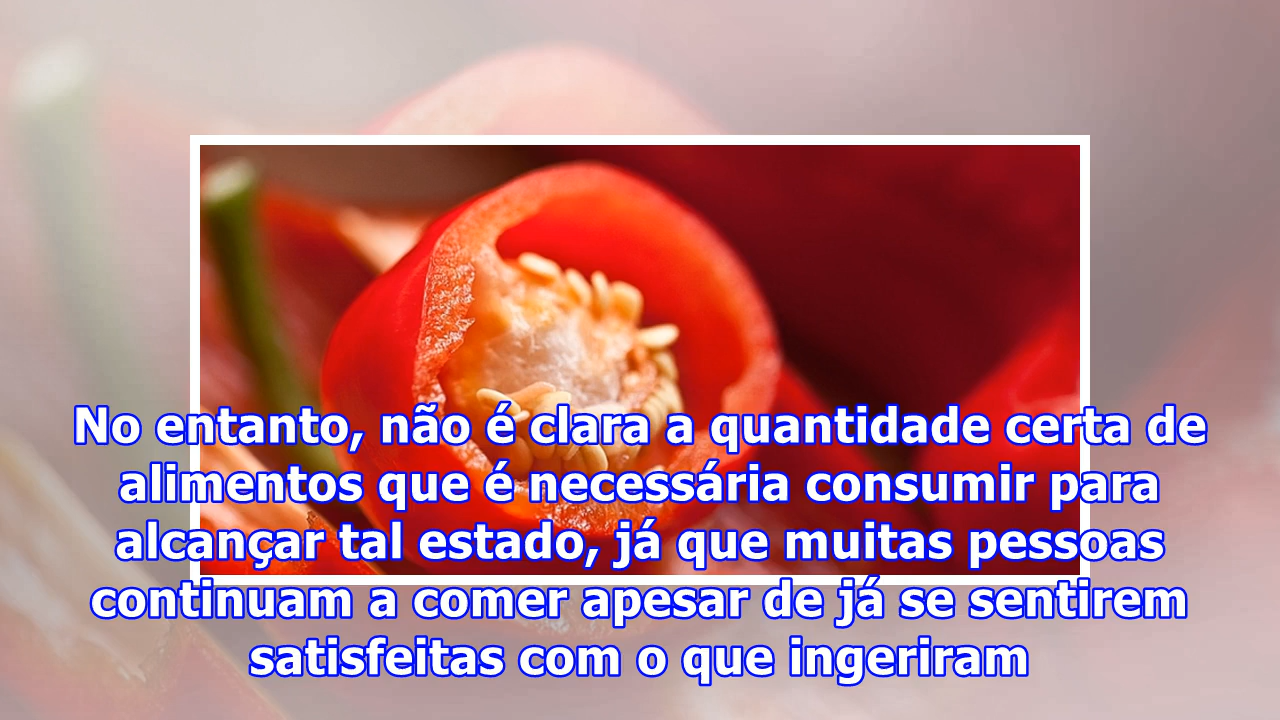 No entanto, não é clara a quantidade certa de
alimentos que é necessária consumir para
alcançar tal estado, já que muitas pessoas
continuam a comer apesar de já se sentirem
satisfeitas com o que ingeriram